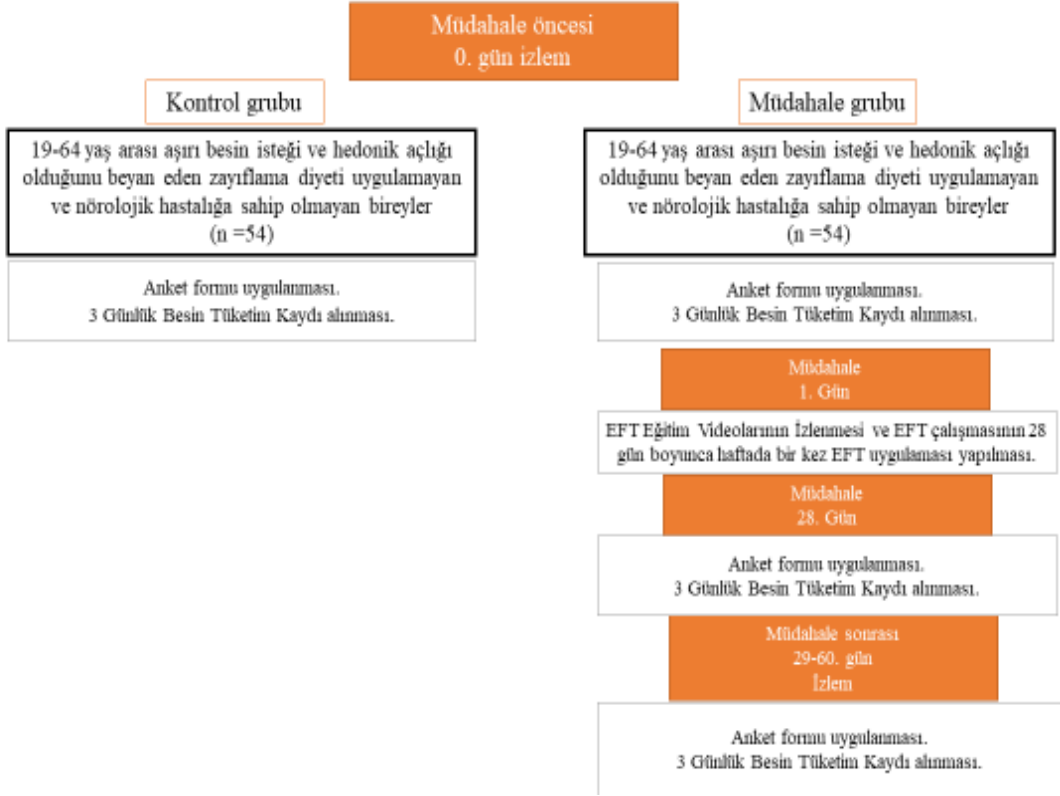 Müdahale öncesi
0. gün izlem
Kontrol grubu
19-64 yaş arası aşırı besin isteği ve hedonik açlığı
olduğunu beyan eden zayıflama diyeti uygulamayan
ve nörolojik hastalığa sahip olmayan bireyler
(n =54)
Anket formu uygulanması.
3 Günlük Besin Tüketim Kaydı alınması.
Müdahale grubu
19-64 yaş arası aşırı besin isteği ve hedonik açlığı
olduğunu beyan eden zayıflama diyeti uygulamayan
ve nörolojik hastalığa sahip olmayan bireyler
(n =54)
Anket formu uygulanması.
3 Günlük Besin Tüketim Kaydı alınması.
Müdahale
1. Gün
EFT Eğitim Videolarının İzlenmesi ve EFT çalışmasının 28
gün boyunca haftada bir kez EFT uygulaması yapılması.
Müdahale
28. Gün
Anket formu uygulanması.
3 Günlük Besin Tüketim Kaydı alınması.
Müdahale sonrası
29-60. gün
İzlem
Anket formu uygulanması.
3 Günlük Besin Tüketim Kaydı alınması.